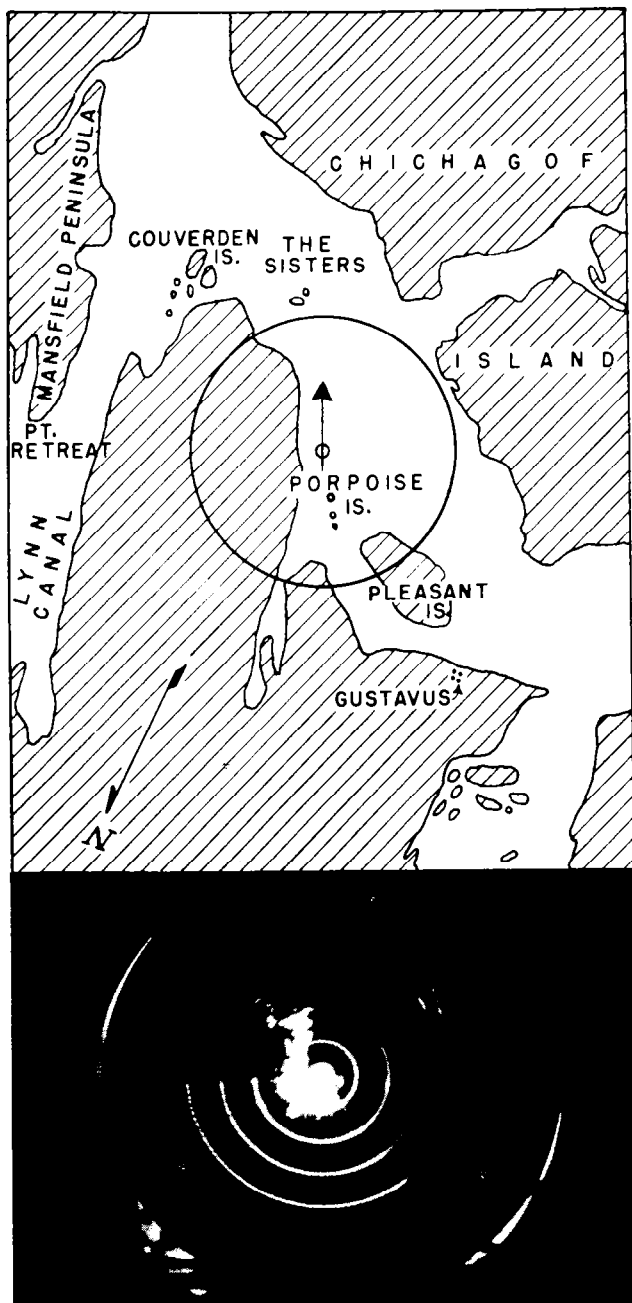 CHICHAGOF
MANSFIELD PENINSULA
COUVERDEN
IS.
THE
SISTERS
ISLAND
PT.
RETREAT
PORPOISE
IS.
LYNN
CANAL
PLEASANT
IS.
GUSTAVUS
N